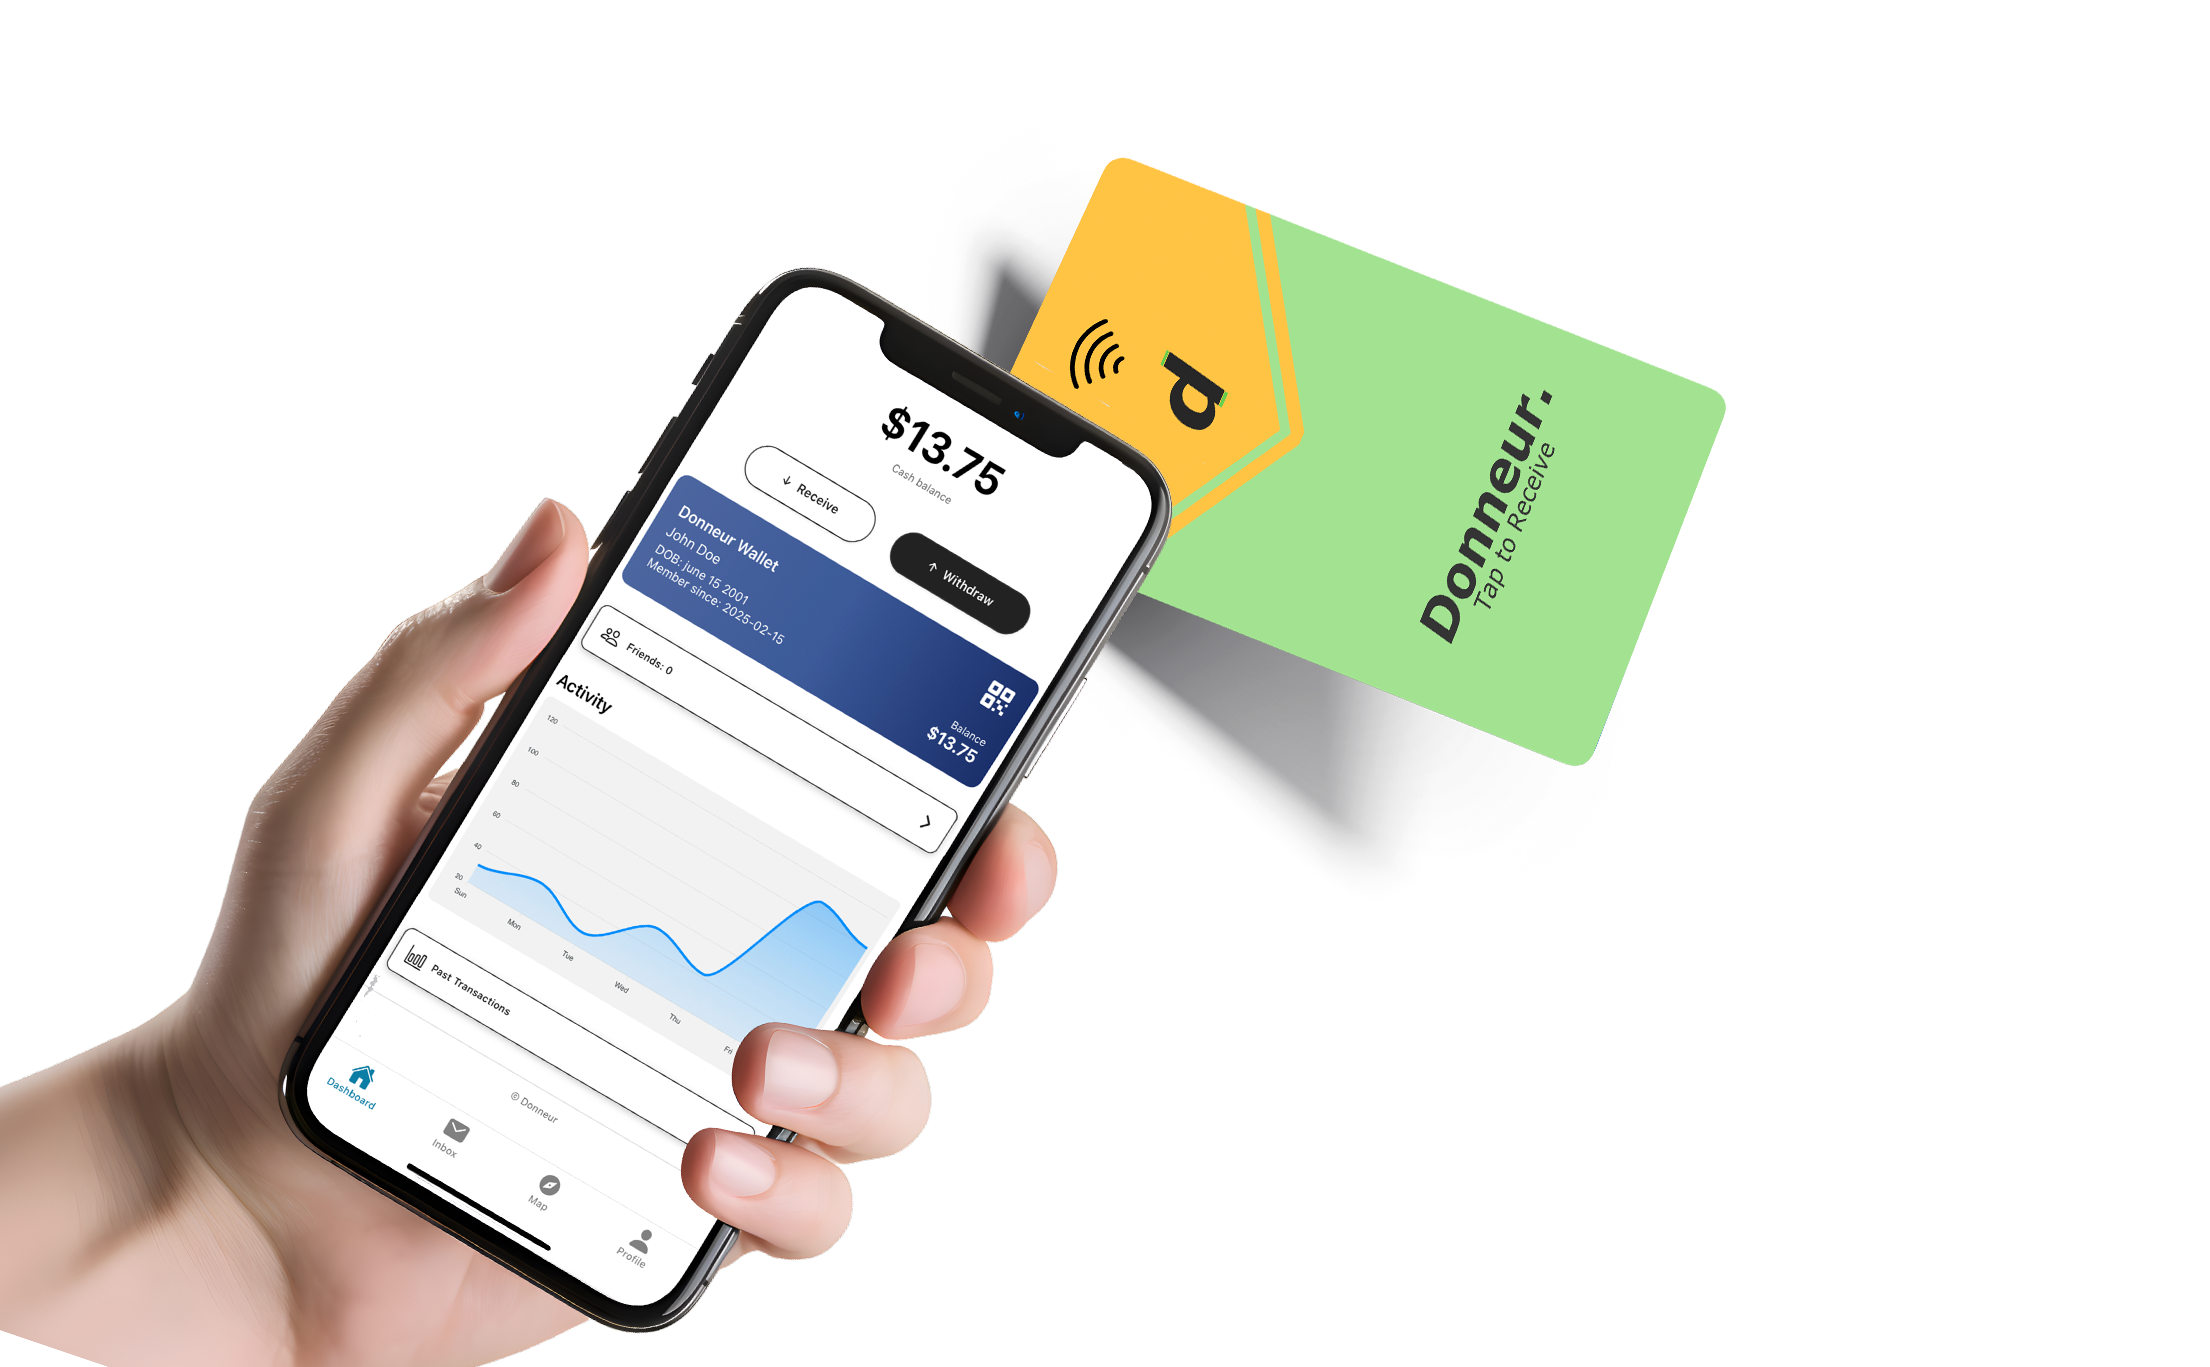 $13.75
Cash balance
↓ Receive
↑ Withdraw
Donneur Wallet
John Doe
DOB: june 15 2001
Member since: 2025-02-15
Balance
$13.75
Friends: 0
Activity
120
100
80
60
40
20
Sun
Mon
Tue
Wed
Thu
Fri
Past Transactions
© Donneur
Dashboard
Inbox
Map
Profile
d
Donneur.
Tap to Receive